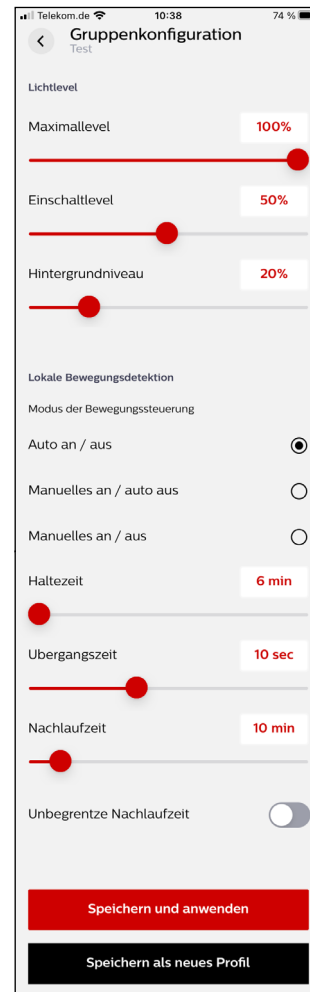 Telekom.de 10:38 74 %
Gruppenkonfiguration
Test
Lichtlevel
Maximallevel 100%
Einschaltlevel 50%
Hintergrundniveau 20%
Lokale Bewegungsdetektion
Modus der Bewegungssteuerung
Auto an / aus
Manuelles an / auto aus
Manuelles an / aus
Haltezeit 6 min
Ubergangszeit 10 sec
Nachlaufzeit 10 min
Unbegrentze Nachlaufzeit
Speichern und anwenden
Speichern als neues Profil